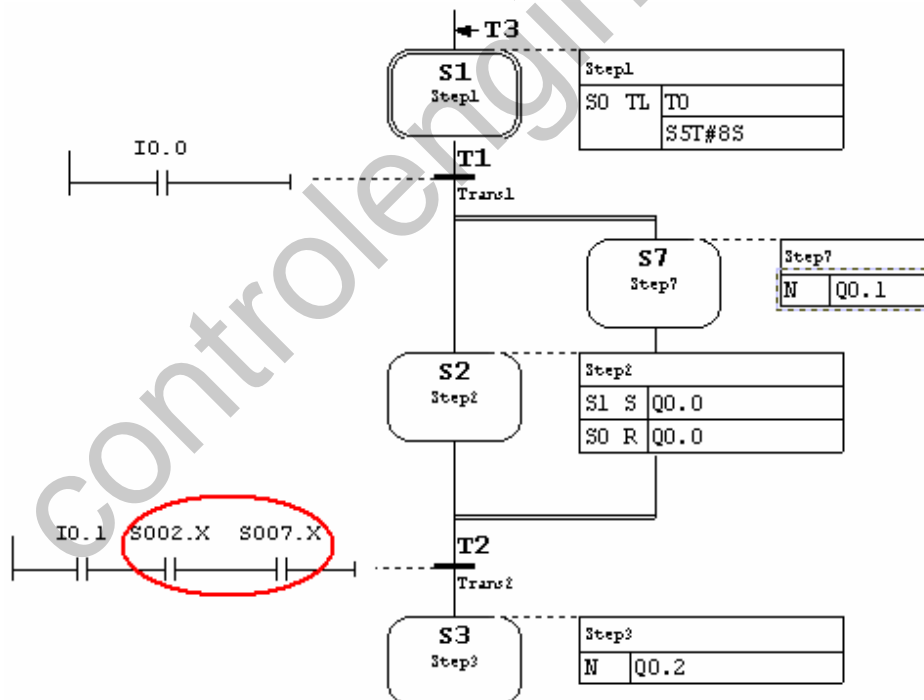 T3
S1
Step1
Step1
S0 TL T0
S5T#8S
I0.0
T1
Trans1
S7
Step7
Step7
N Q0.1
S2
Step2
Step2
S1 S Q0.0
S0 R Q0.0
I0.1 S002.X S007.X
T2
Trans2
S3
Step3
Step3
N Q0.2
controlengin